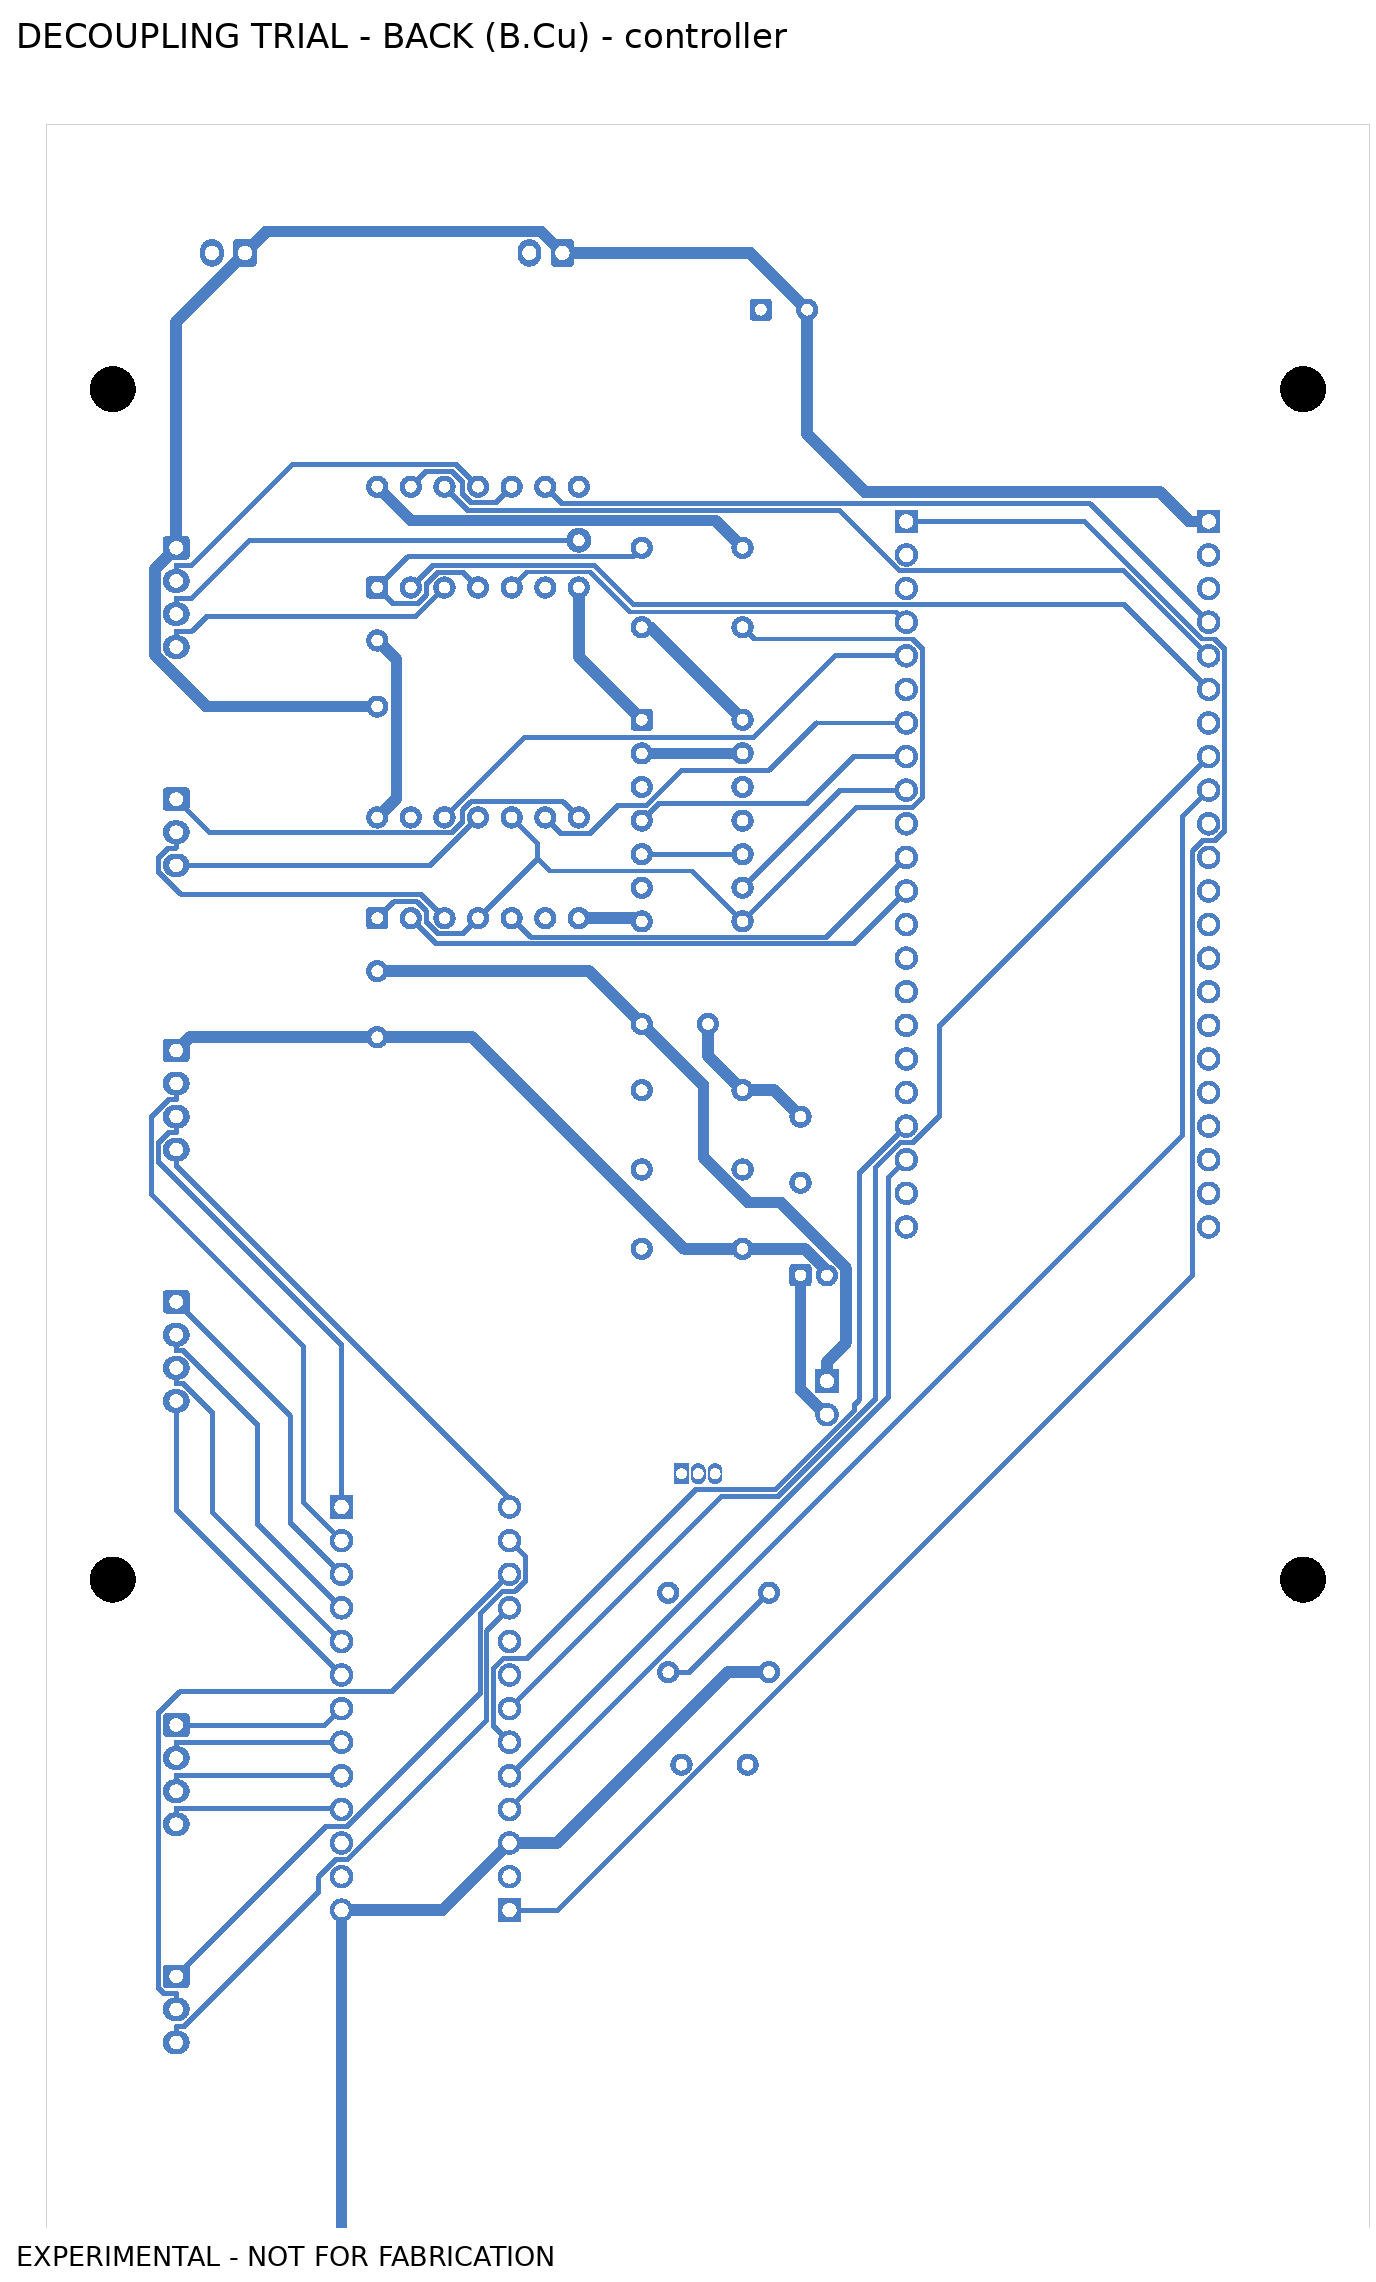 DECOUPLING TRIAL - BACK (B.Cu) - controller
EXPERIMENTAL - NOT FOR FABRICATION